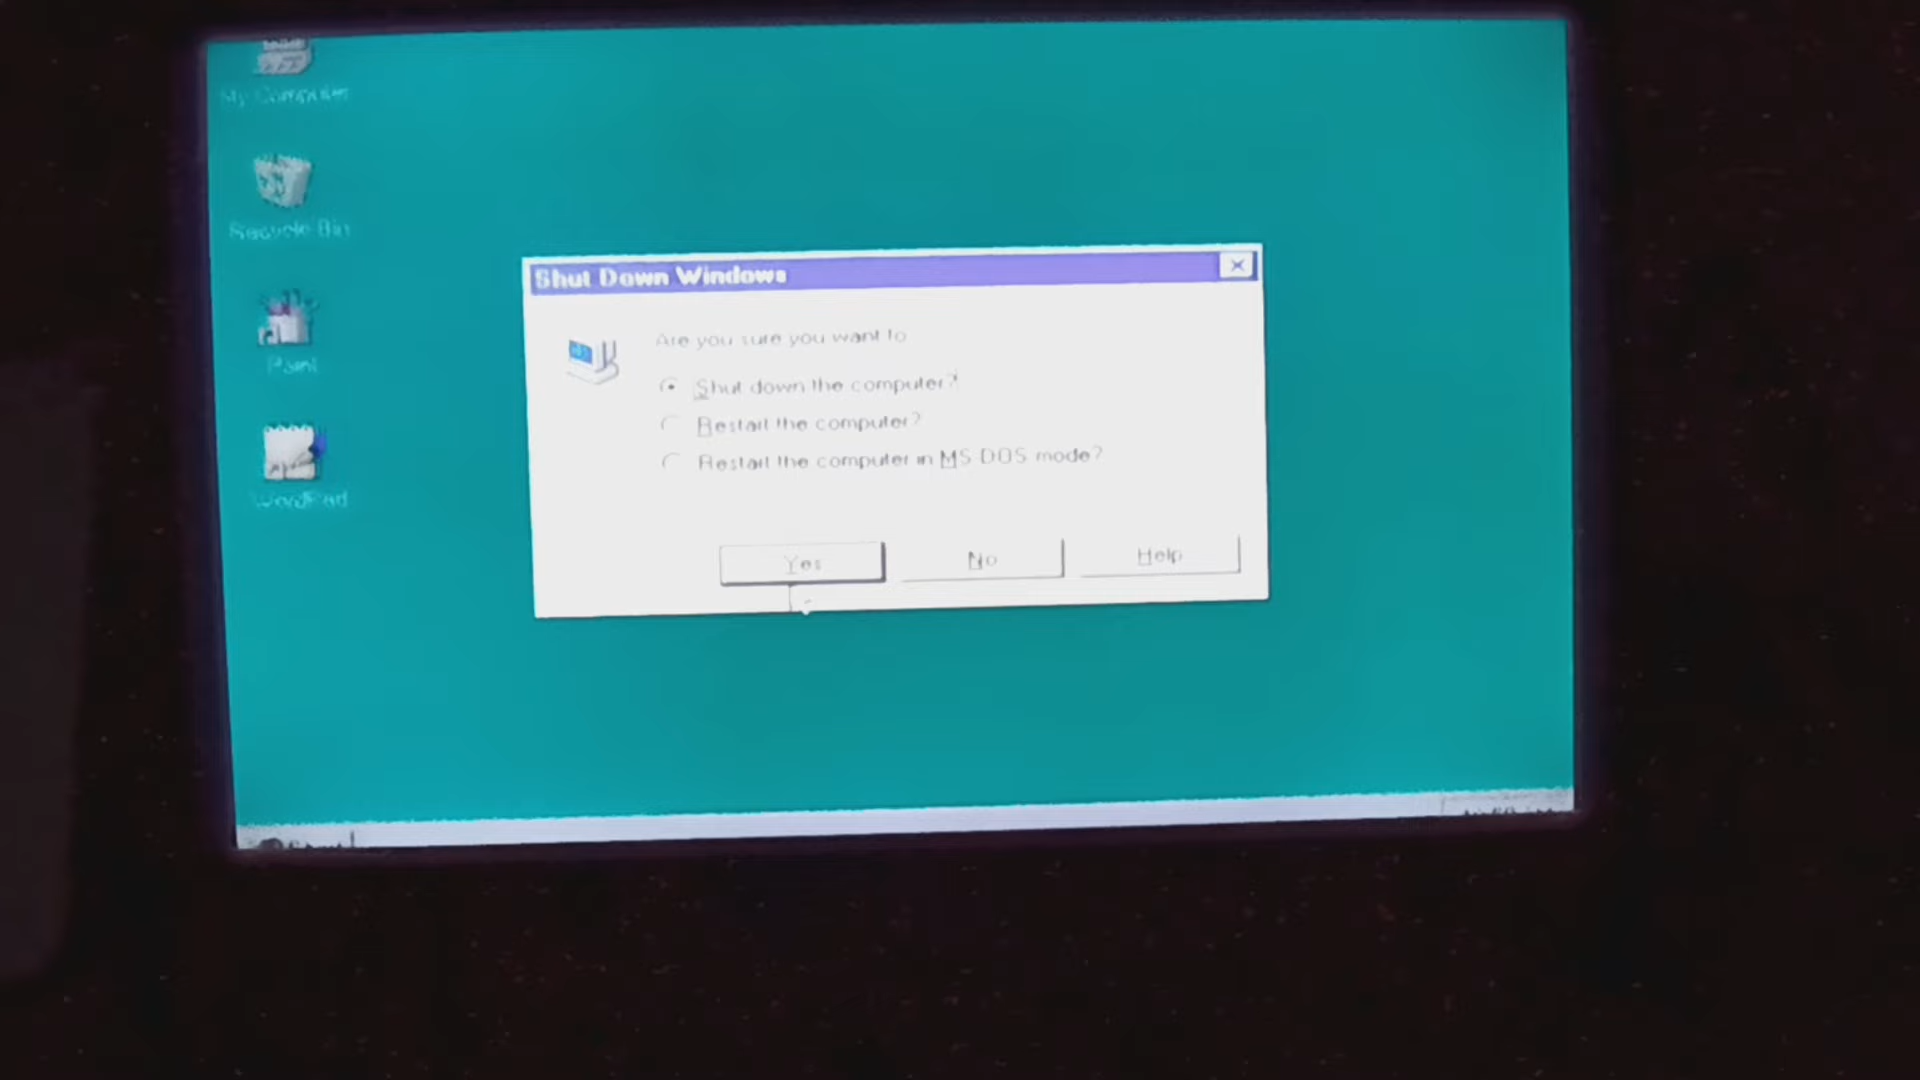 My Computer
Recycle Bin
Paint
WordPad
Shut Down Windows
Are you sure you want to
Shut down the computer?
Restart the computer?
Restart the computer in MS DOS mode?
Yes
No
Help